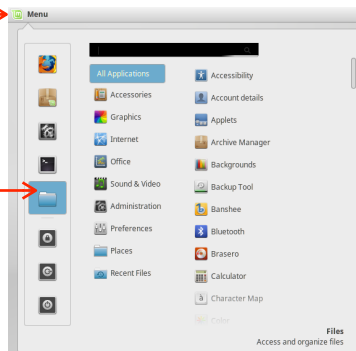 Menu
All Applications
Accessories
Graphics
Internet
Office
Sound & Video
Administration
Preferences
Places
Recent Files
Accessibility
Account details
Applets
Archive Manager
Backgrounds
Backup Tool
Banshee
Bluetooth
Brasero
Calculator
Character Map
Color
Files
Access and organize files